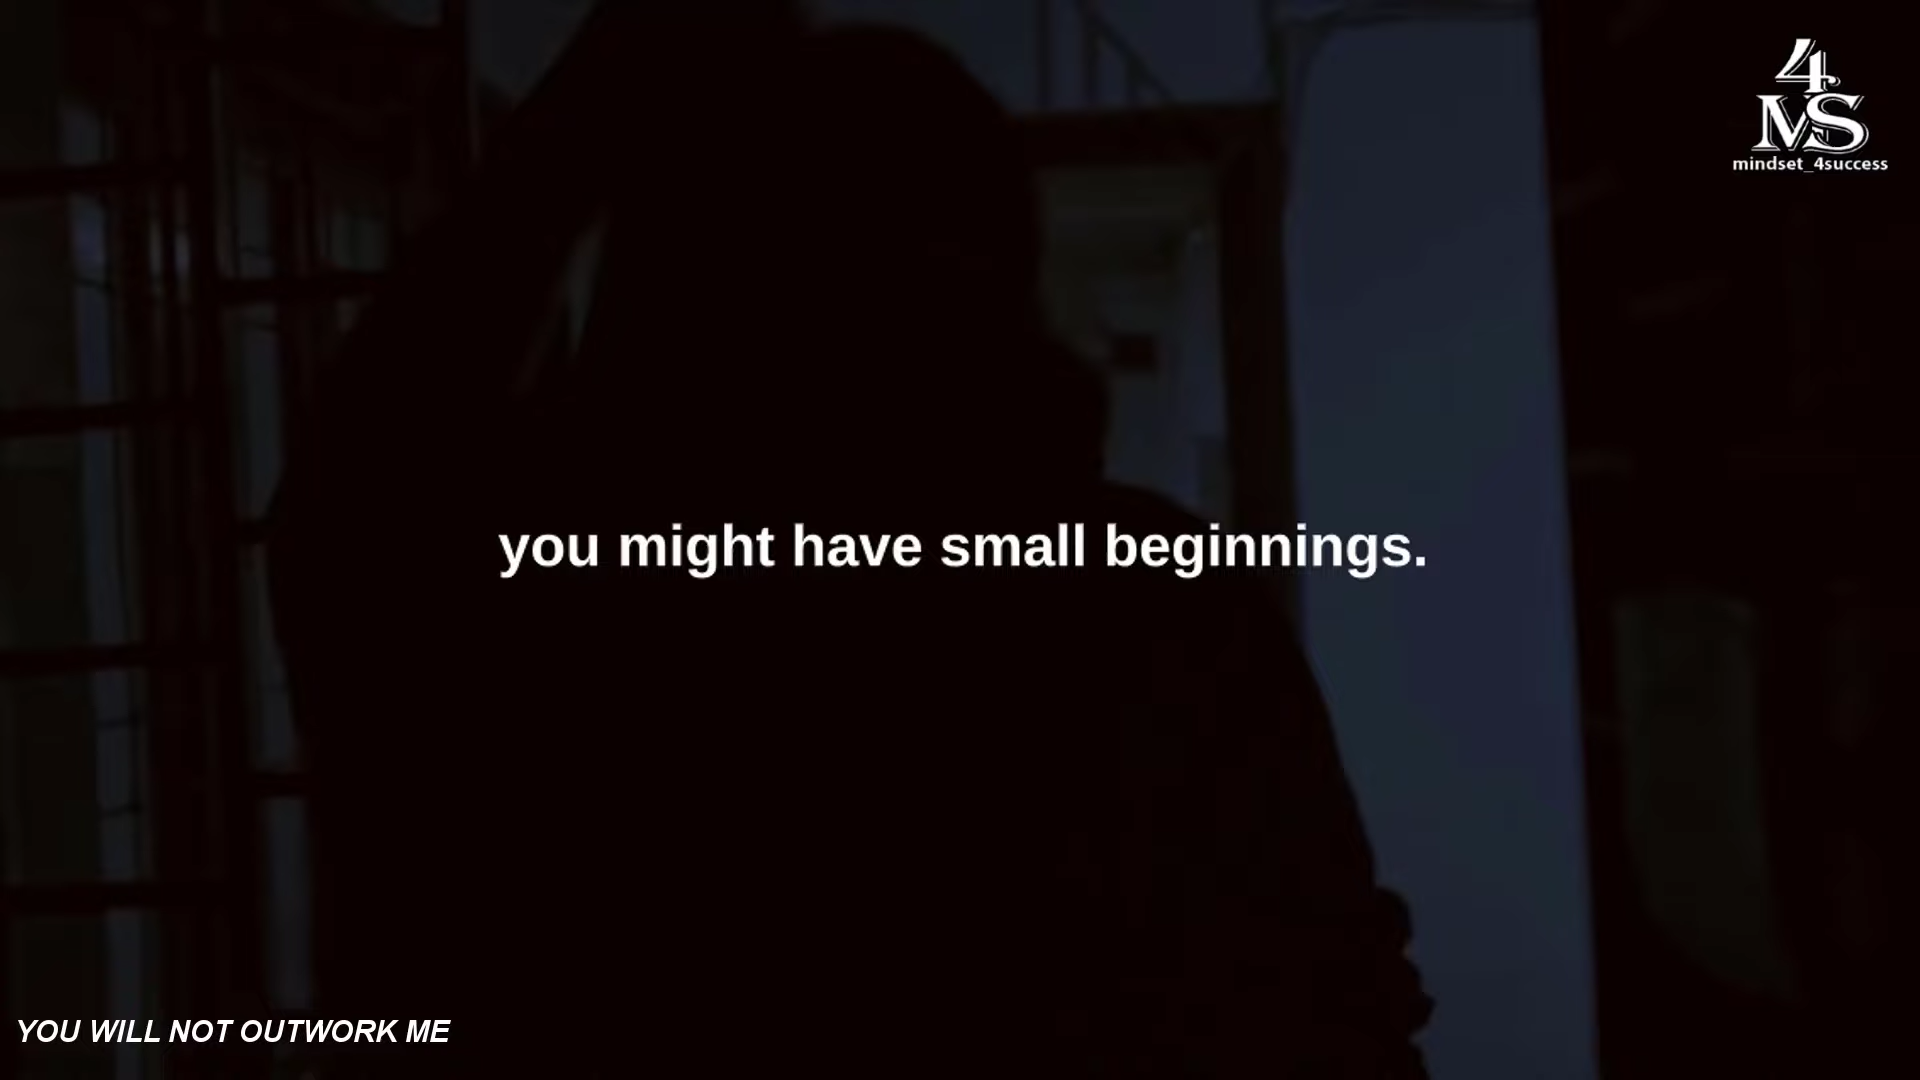 4
MS
mindset_4success
you might have small beginnings.
YOU WILL NOT OUTWORK ME